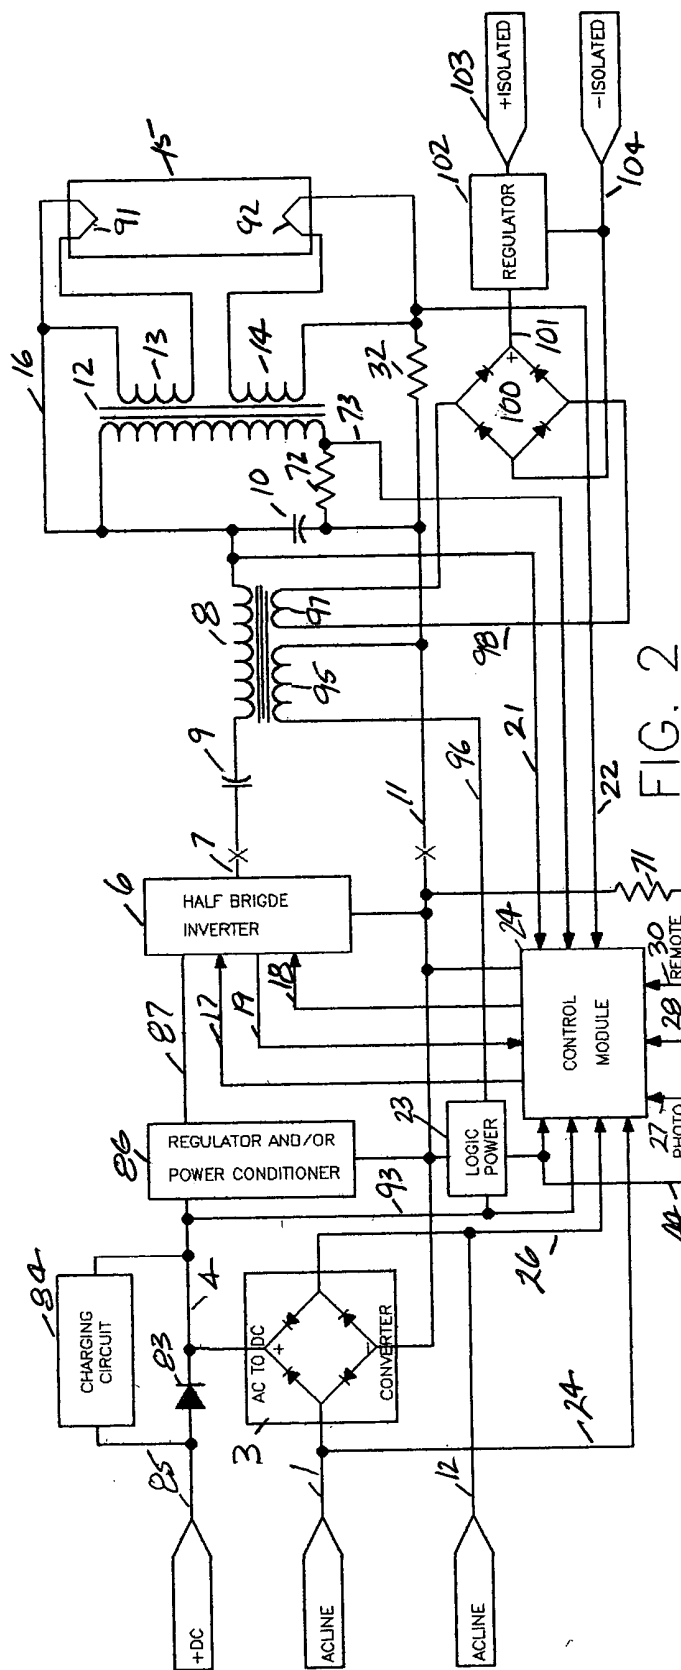 +DC
85
CHARGING
CIRCUIT
84
83
4
ACLINE
1
3
AC TO DC
CONVERTER
+
−
ACLINE
12
24
26
86
REGULATOR AND/OR
POWER CONDITIONER
93
87
LOGIC
POWER
23
17
19
18
6
HALF BRIGDE
INVERTER
7
CONTROL
MODULE
24
27
PHOTO
28
30
REMOTE
71
9
11
96
8
95
97
98
21
22
10
72
73
12
13
14
16
15
91
92
32
100
+
101
REGULATOR
102
+ISOLATED
103
-ISOLATED
104
FIG. 2